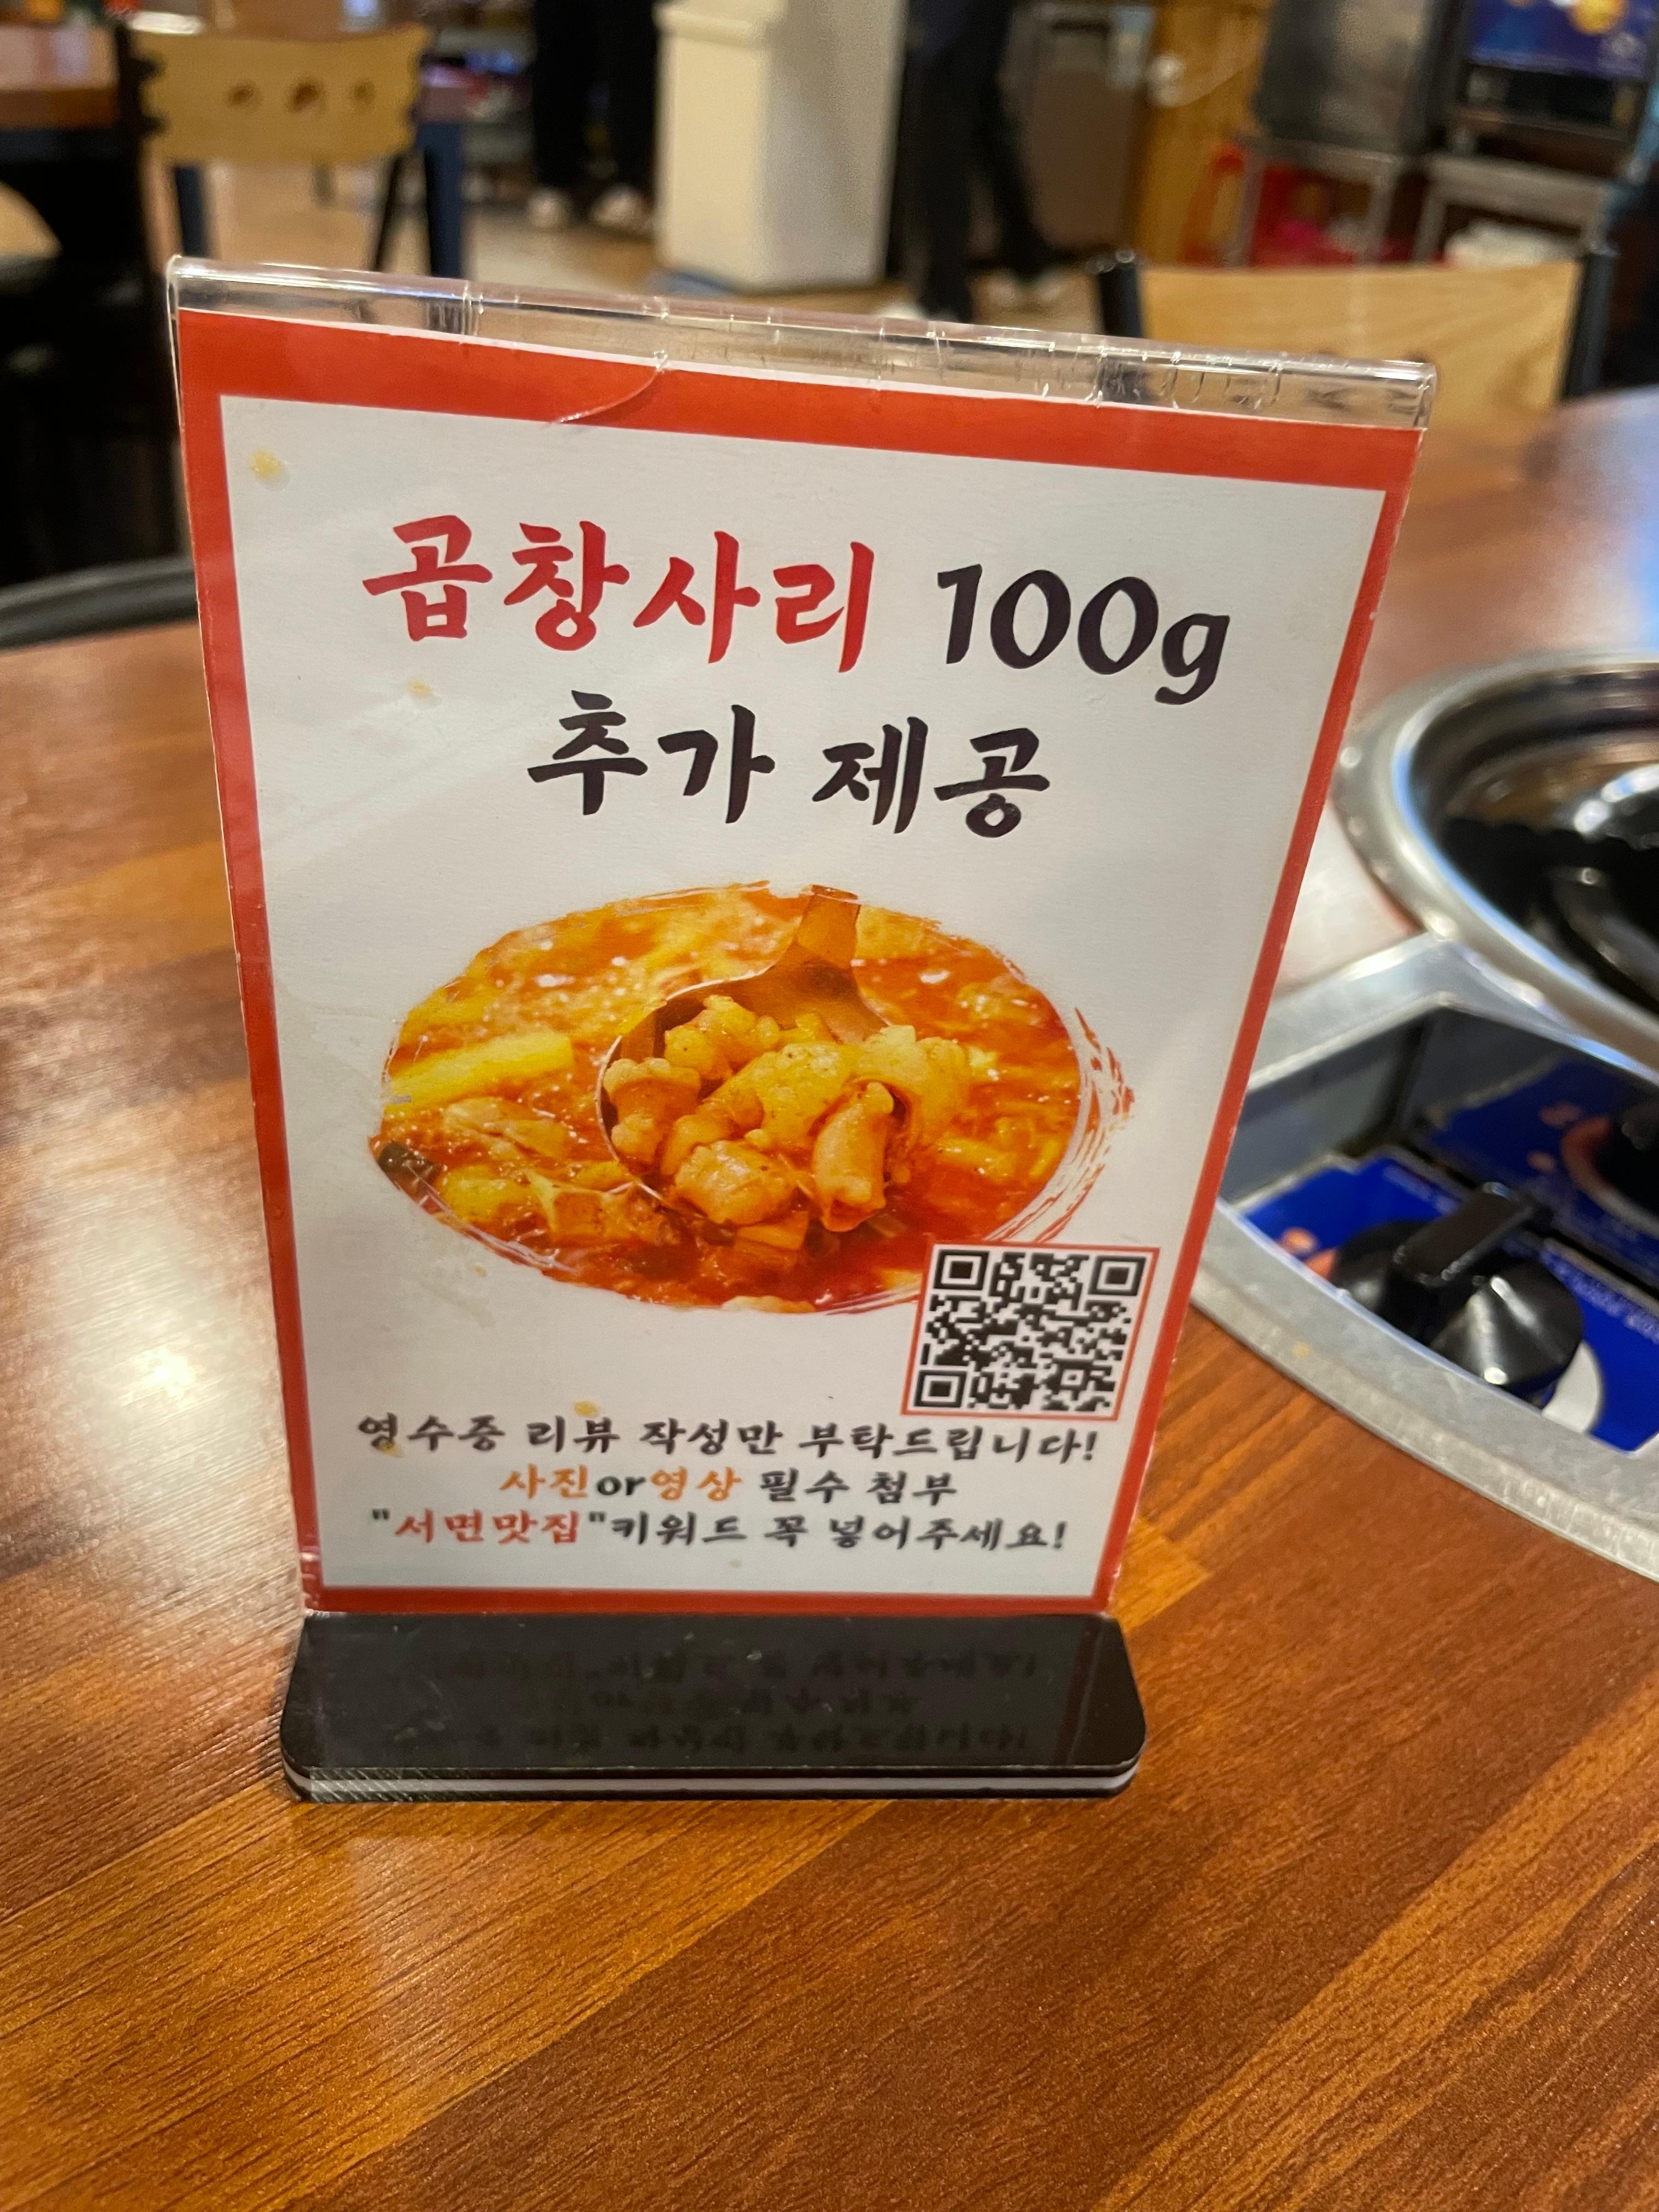 곱창사리 100g
추가 제공
영수증 리뷰 작성만 부탁드립니다!
사진or영상 필수 첨부
"서면맛집"키워드 꼭 넣어주세요!